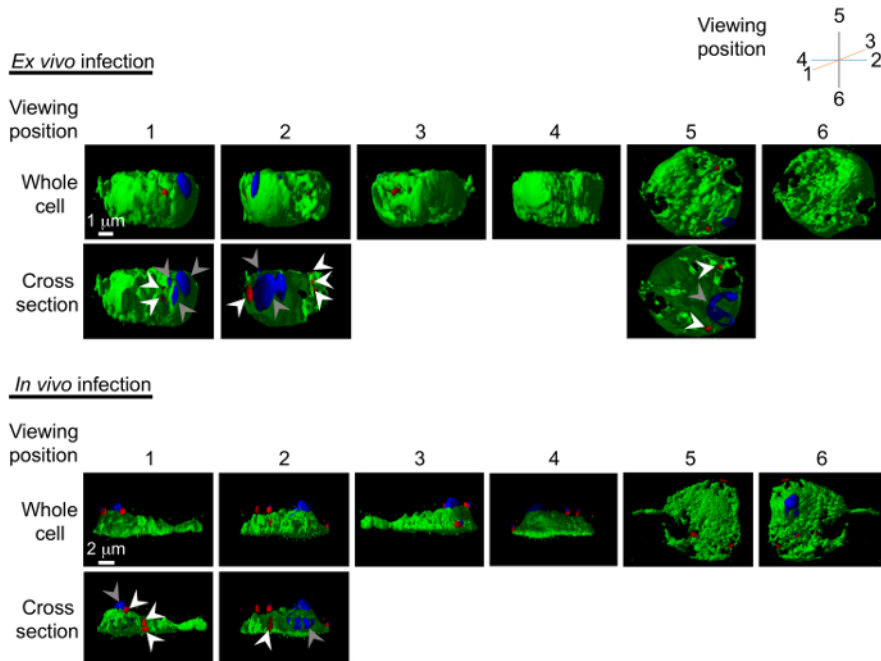 Viewing
position
5
3
4
2
1
6
Ex vivo infection
Viewing
position
1 2 3 4 5 6
Whole
cell
1 μm
Cross
section
In vivo infection
Viewing
position
1 2 3 4 5 6
Whole
cell
2 μm
Cross
section